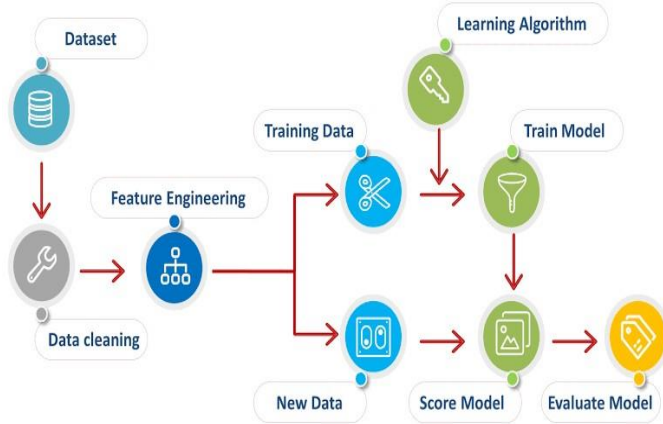 Dataset
Learning Algorithm
Training Data
Train Model
Feature Engineering
Data cleaning
New Data
Score Model
Evaluate Model